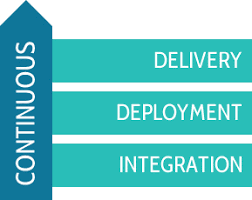 CONTINUOUS
DELIVERY
DEPLOYMENT
INTEGRATION